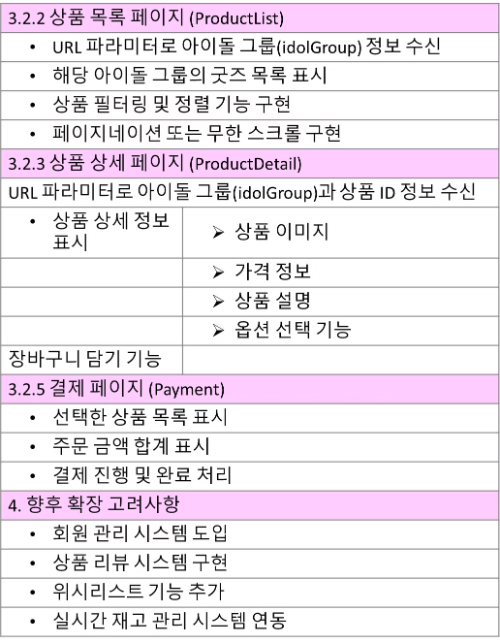 3.2.2 상품 목록 페이지 (ProductList)
• URL 파라미터로 아이돌 그룹(idolGroup) 정보 수신
• 해당 아이돌 그룹의 굿즈 목록 표시
• 상품 필터링 및 정렬 기능 구현
• 페이지네이션 또는 무한 스크롤 구현
3.2.3 상품 상세 페이지 (ProductDetail)
URL 파라미터로 아이돌 그룹(idolGroup)과 상품 ID 정보 수신
• 상품 상세 정보
표시
➢ 상품 이미지
➢ 가격 정보
➢ 상품 설명
➢ 옵션 선택 기능
장바구니 담기 기능
3.2.5 결제 페이지 (Payment)
• 선택한 상품 목록 표시
• 주문 금액 합계 표시
• 결제 진행 및 완료 처리
4. 향후 확장 고려사항
• 회원 관리 시스템 도입
• 상품 리뷰 시스템 구현
• 위시리스트 기능 추가
• 실시간 재고 관리 시스템 연동